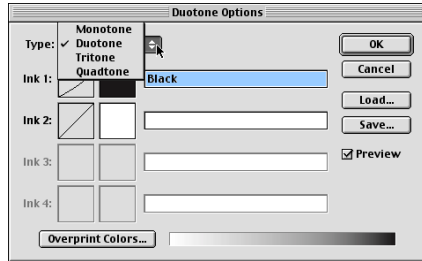 Duotone Options
Monotone
Type: ✓ Duotone
Tritone
Quadtone
OK
Cancel
Ink 1: Black
Load...
Ink 2:
Save...
Preview
Ink 3:
Ink 4:
Overprint Colors...